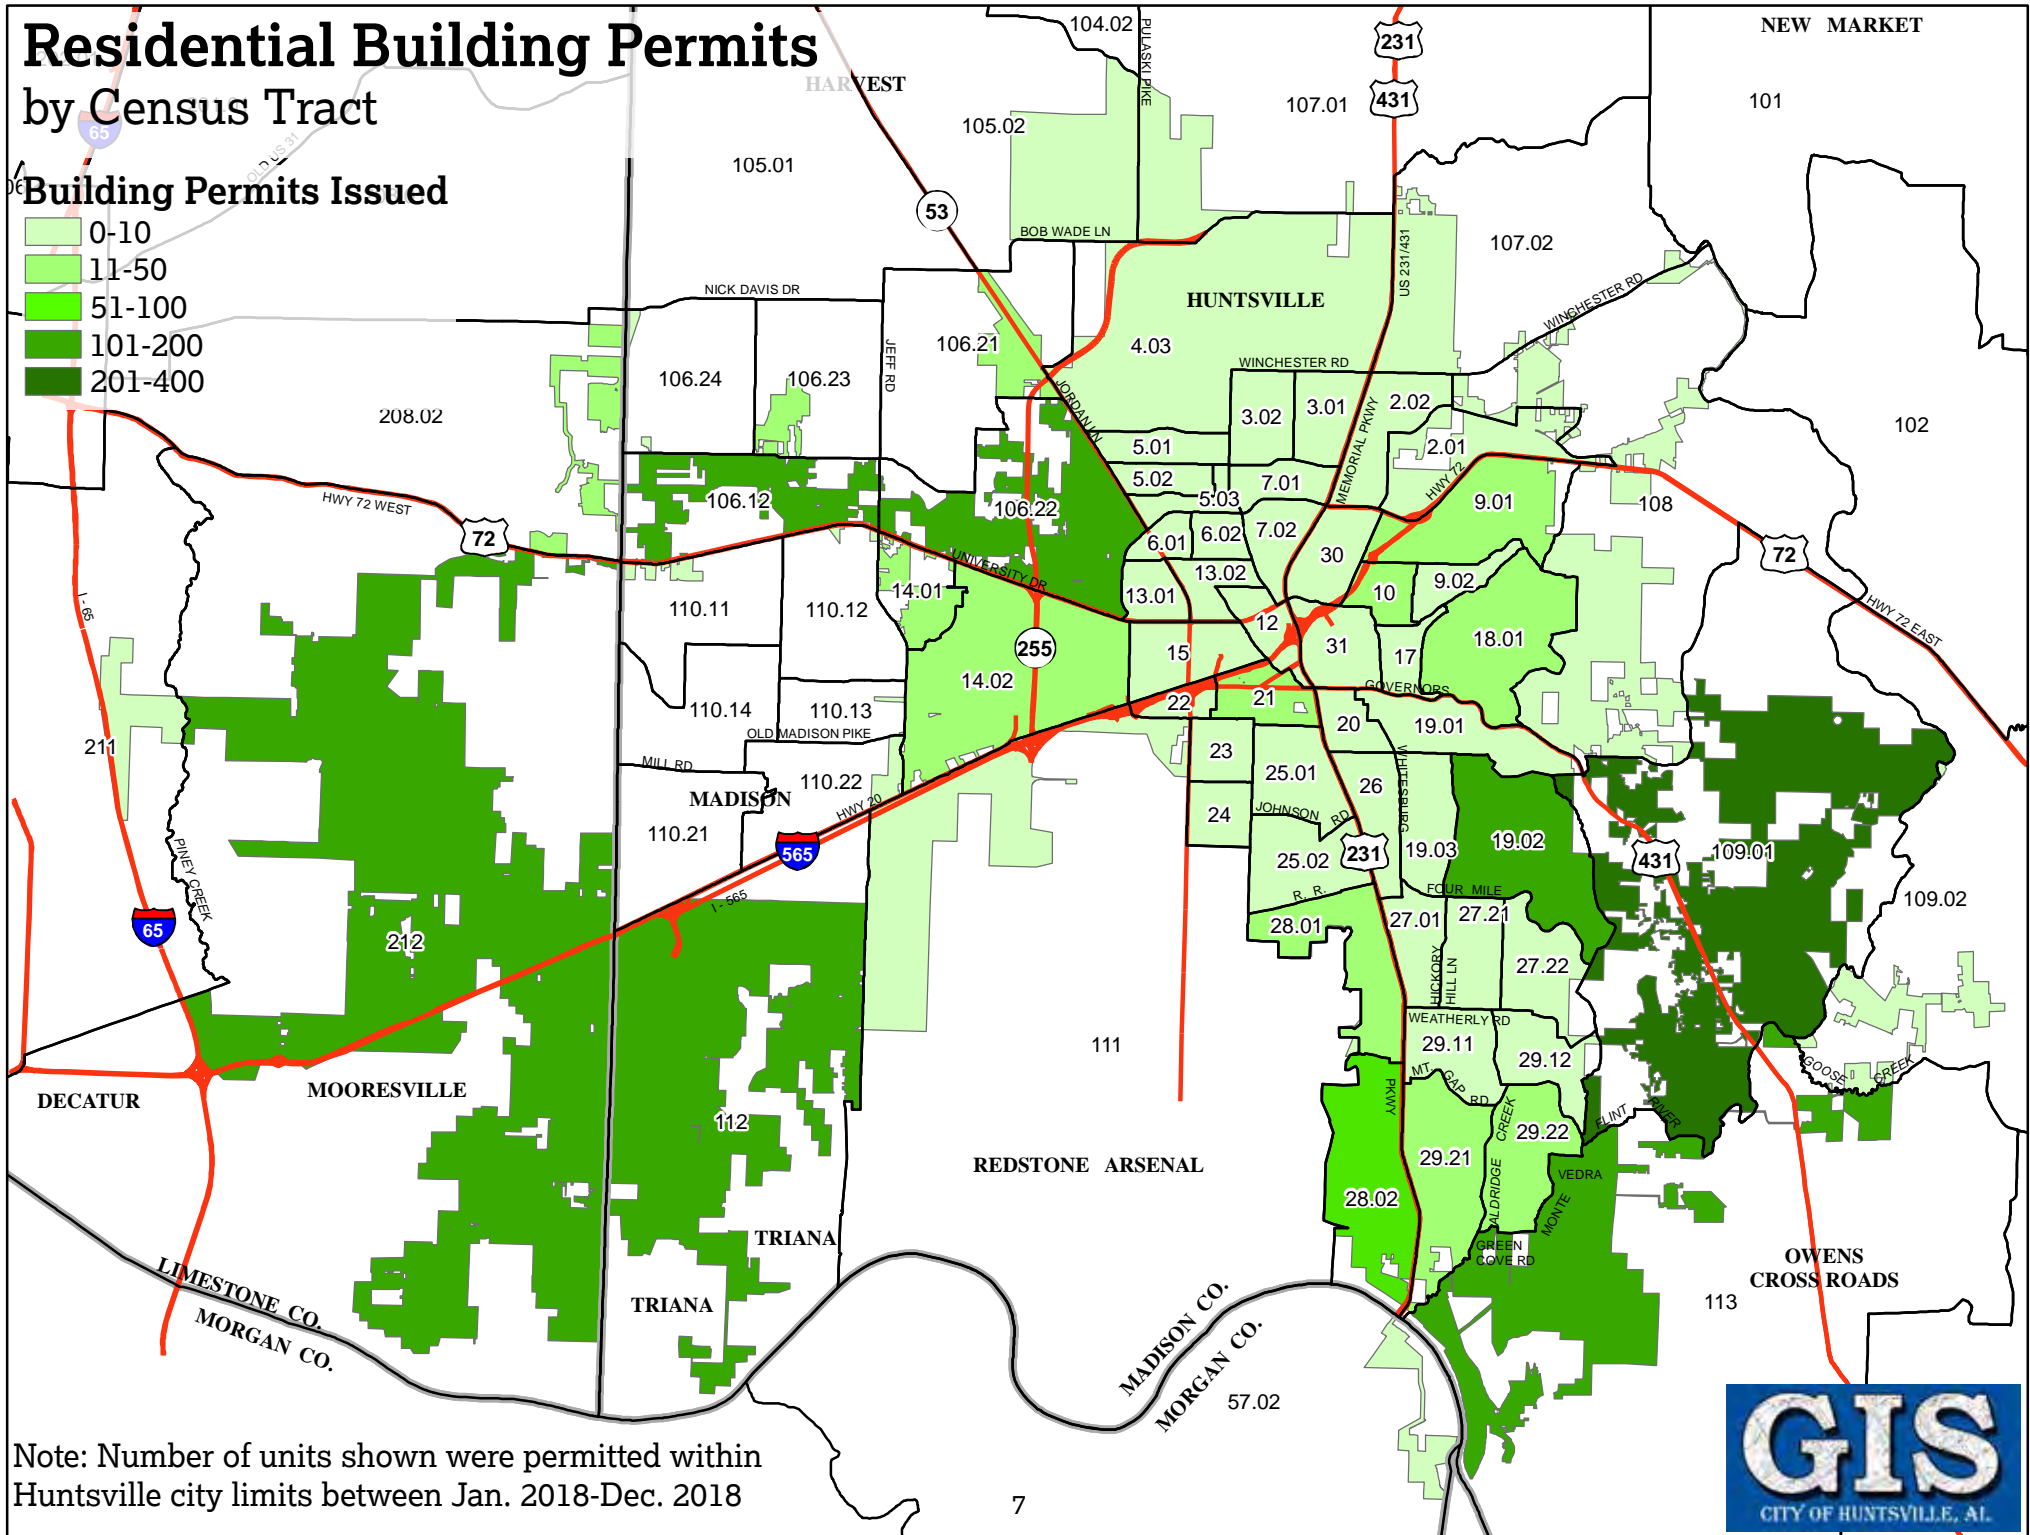 Residential Building Permits
by Census Tract
Building Permits Issued
0-10
11-50
51-100
101-200
201-400
OLD US 31
65
HARVEST
104.02
PULASKI PIKE
231
431
NEW MARKET
101
107.01
105.02
105.01
53
BOB WADE LN
US 231/431
107.02
WINCHESTER RD
NICK DAVIS DR
HUNTSVILLE
106.21
4.03
JEFF RD
106.24
106.23
WINCHESTER RD
208.02
JORDAN LN
3.02
3.01
2.02
MEMORIAL PKWY
102
5.01
2.01
5.02
7.01
HWY 72
5.03
9.01
108
HWY 72 WEST
72
106.12
106.22
6.01
6.02
7.02
30
72
UNIVERSITY DR
13.02
9.02
I - 65
14.01
13.01
10
HWY 72 EAST
110.11
110.12
12
31
17
18.01
255
15
14.02
22
21
GOVERNORS
110.14
110.13
20
19.01
OLD MADISON PIKE
211
MILL RD
23
25.01
WHITESBURG
26
110.22
MADISON
HWY 20
JOHNSON RD
24
110.21
565
PINEY CREEK
25.02
231
19.03
19.02
431
109.01
I - 565
R. R.
FOUR MILE
109.02
65
212
28.01
27.01
27.21
27.22
HICKORY
HILL LN
WEATHERLY RD
111
29.11
29.12
MT. GAP RD
GOOSE CREEK
DECATUR
MOORESVILLE
PKWY
112
FLINT RIVER
29.22
ALDRIDGE CREEK
29.21
REDSTONE ARSENAL
VEDRA
MONTE
28.02
TRIANA
GREEN
COVE RD
OWENS
CROSS ROADS
LIMESTONE CO.
MORGAN CO.
TRIANA
MADISON CO.
MORGAN CO.
113
57.02
Note: Number of units shown were permitted within
Huntsville city limits between Jan. 2018-Dec. 2018
7
GIS
CITY OF HUNTSVILLE, AL